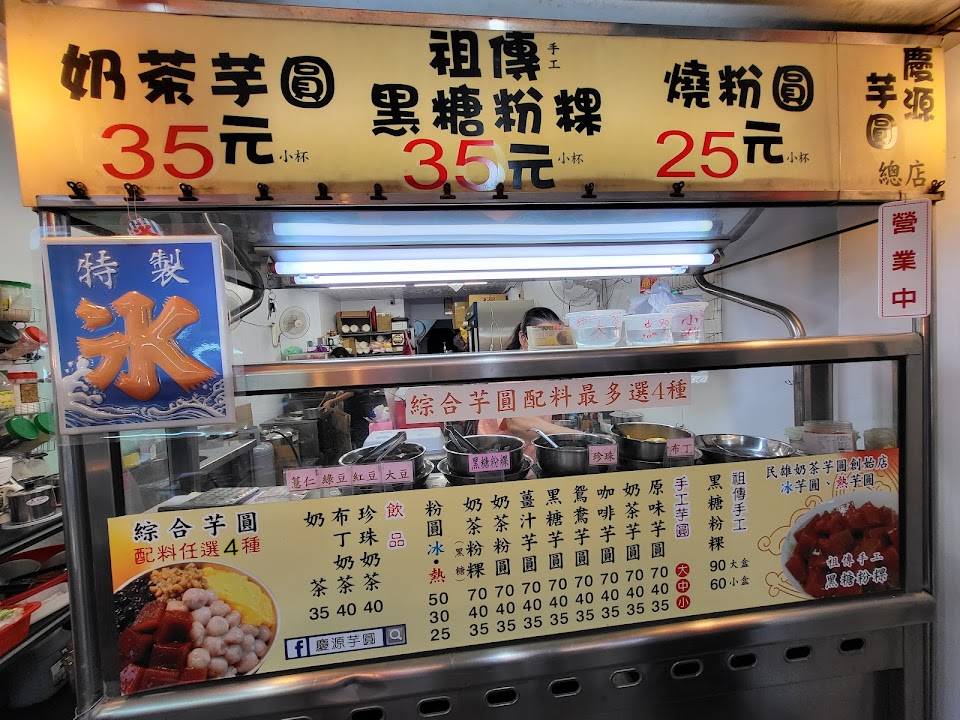 奶茶芋圓
35元小杯
祖傳手工
黑糖粉粿
35元小杯
燒粉圓
25元小杯
慶源
芋圓
總店
營業中
特製
冰
小
綜合芋圓配料最多選4種
薏仁 綠豆 紅豆 大豆
黑糖粉粿
珍珠
布丁
綜合芋圓
配料任選4種
f 慶源芋圓
飲品
珍珠奶茶 40
布丁奶茶 40
奶茶 35
手工芋圓
大 中 小
原味芋圓 70 40 35
奶茶芋圓 70 40 35
咖啡芋圓 70 40 35
鴛鴦芋圓 70 40 35
黑糖芋圓 70 40 35
薑汁芋圓 70 40 35
奶茶粉圓 70 40 35
奶茶粉粿(黑糖) 70 40 35
粉圓冰·熱 50 30 25
祖傳手工
黑糖粉粿
90大盒
60小盒
民雄奶茶芋圓創始店
冰芋圓、熱芋圓
祖傳手工
黑糖粉粿